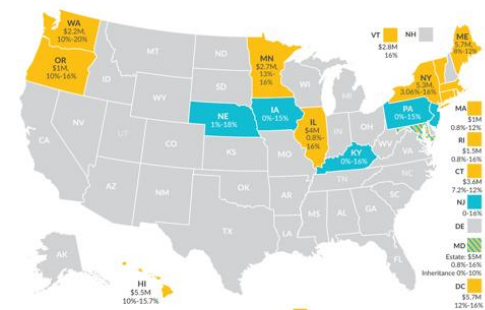 WA
$2.2M,
10%-20%
OR
$1M,
10%-16%
MT
ID
WY
NV
UT
CA
AZ
CO
NM
ND
SD
NE
1%-18%
KS
OK
TX
MN
$2.7M,
13%-
16%
IA
0%-15%
MO
AR
LA
WI
IL
$4M
0.8%-
16%
MI
IN
OH
KY
0%-16%
TN
MS
AL
GA
FL
SC
NC
VA
WV
PA
0%-15%
NY
5.3M,
3.06%-16%
ME
5.7M,
8%-12%
VT
$2.8M
16%
NH
MA
$1M
0.8%-12%
RI
$1.5M
0.8%-16%
CT
$3.6M
7.2%-12%
NJ
0-16%
DE
MD
Estate: $5M
0.8%-16%
Inheritance 0%-10%
DC
$5.7M
12%-16%
AK
HI
$5.5M
10%-15.7%